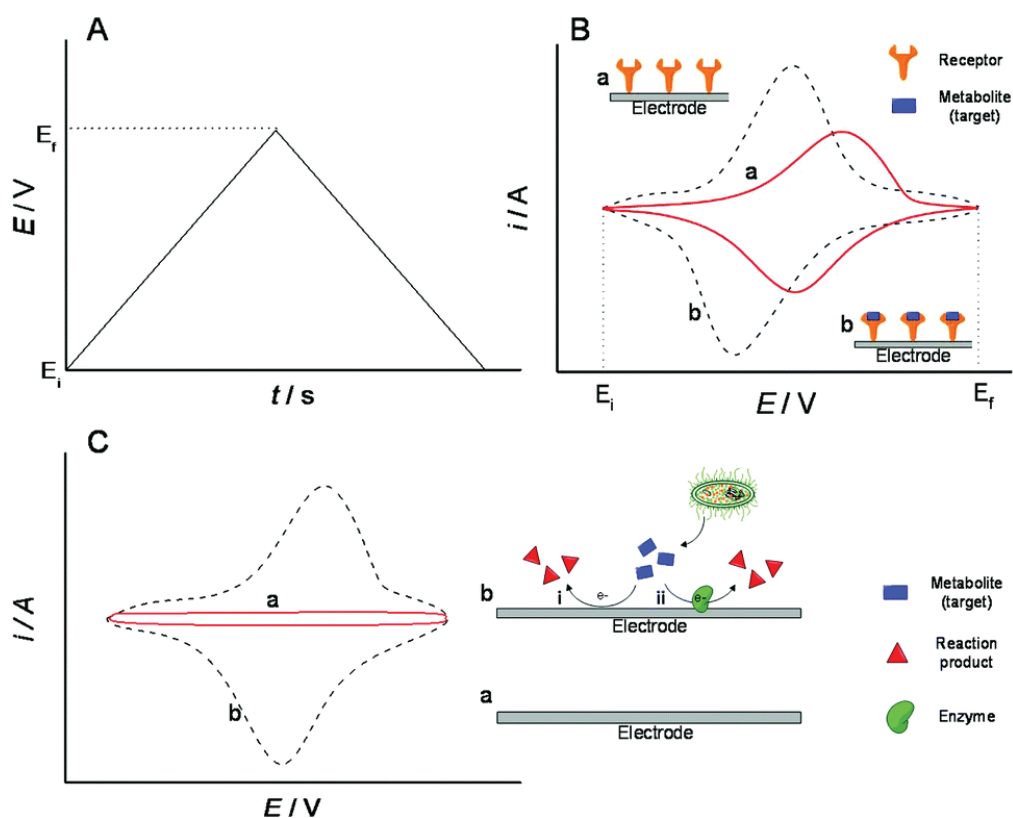 A
E / V
Ef
Ei
t / s
B
i / A
a
Electrode
Receptor
Metabolite
(target)
a
b
b
Electrode
Ei
E / V
Ef
C
i / A
a
b
E / V
b
i
e-
ii
e-
Electrode
a
Electrode
Metabolite
(target)
Reaction
product
Enzyme